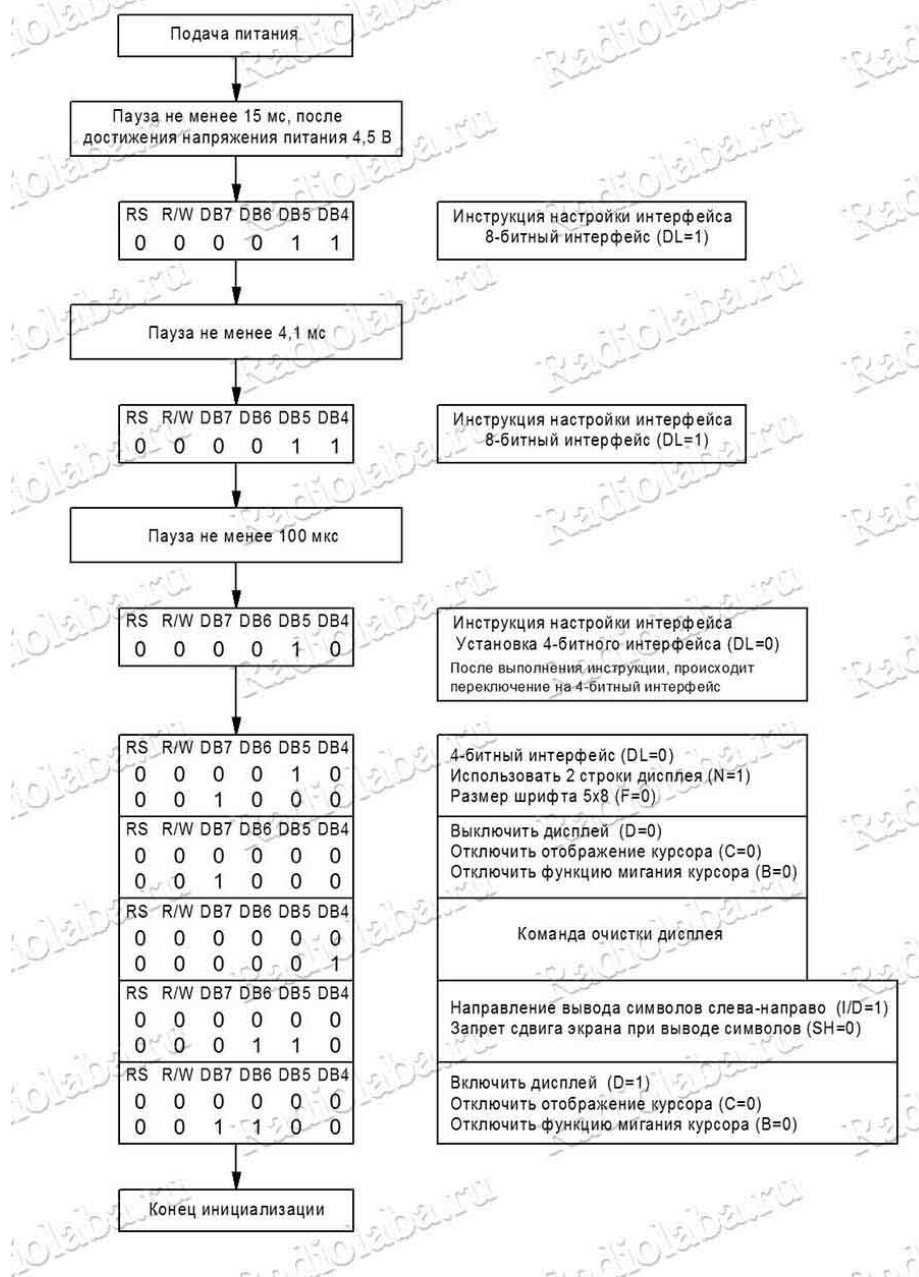 Подача питания
Пауза не менее 15 мс, после
достижения напряжения питания 4,5 В
RS R/W DB7 DB6 DB5 DB4
0 0 0 0 1 1
Инструкция настройки интерфейса
8-битный интерфейс (DL=1)
Пауза не менее 4,1 мс
RS R/W DB7 DB6 DB5 DB4
0 0 0 0 1 1
Инструкция настройки интерфейса
8-битный интерфейс (DL=1)
Пауза не менее 100 мкс
RS R/W DB7 DB6 DB5 DB4
0 0 0 0 1 0
Инструкция настройки интерфейса
Установка 4-битного интерфейса (DL=0)
После выполнения инструкции, происходит
переключение на 4-битный интерфейс
RS R/W DB7 DB6 DB5 DB4
0 0 0 0 1 0
0 0 1 0 0 0
4-битный интерфейс (DL=0)
Использовать 2 строки дисплея (N=1)
Размер шрифта 5x8 (F=0)
RS R/W DB7 DB6 DB5 DB4
0 0 0 0 0 0
0 0 1 0 0 0
Выключить дисплей (D=0)
Отключить отображение курсора (C=0)
Отключить функцию мигания курсора (B=0)
RS R/W DB7 DB6 DB5 DB4
0 0 0 0 0 0
0 0 0 0 0 1
Команда очистки дисплея
RS R/W DB7 DB6 DB5 DB4
0 0 0 0 0 0
0 0 0 1 1 0
Направление вывода символов слева-направо (I/D=1)
Запрет сдвига экрана при выводе символов (SH=0)
RS R/W DB7 DB6 DB5 DB4
0 0 0 0 0 0
0 0 1 1 0 0
Включить дисплей (D=1)
Отключить отображение курсора (C=0)
Отключить функцию мигания курсора (B=0)
Конец инициализации
Radiolaba.ru